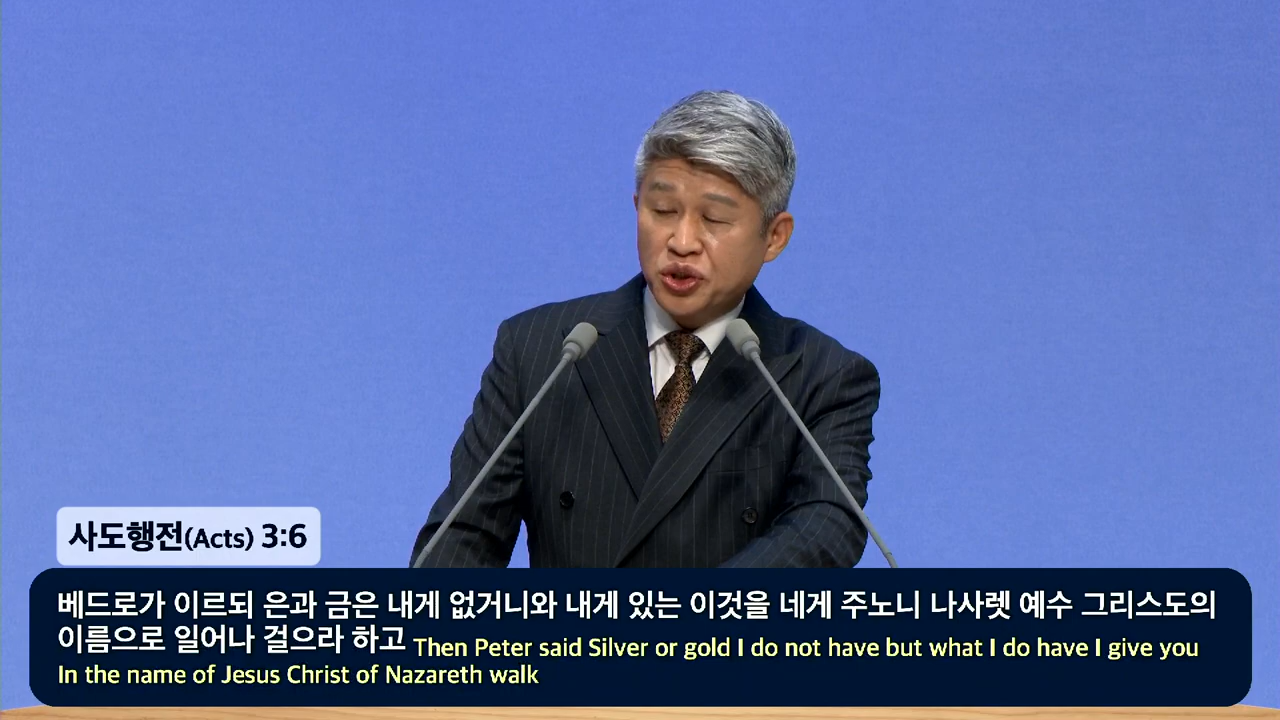 사도행전(Acts) 3:6
베드로가 이르되 은과 금은 내게 없거니와 내게 있는 이것을 네게 주노니 나사렛 예수 그리스도의
이름으로 일어나 걸으라 하고 Then Peter said Silver or gold I do not have but what I do have I give you
In the name of Jesus Christ of Nazareth walk